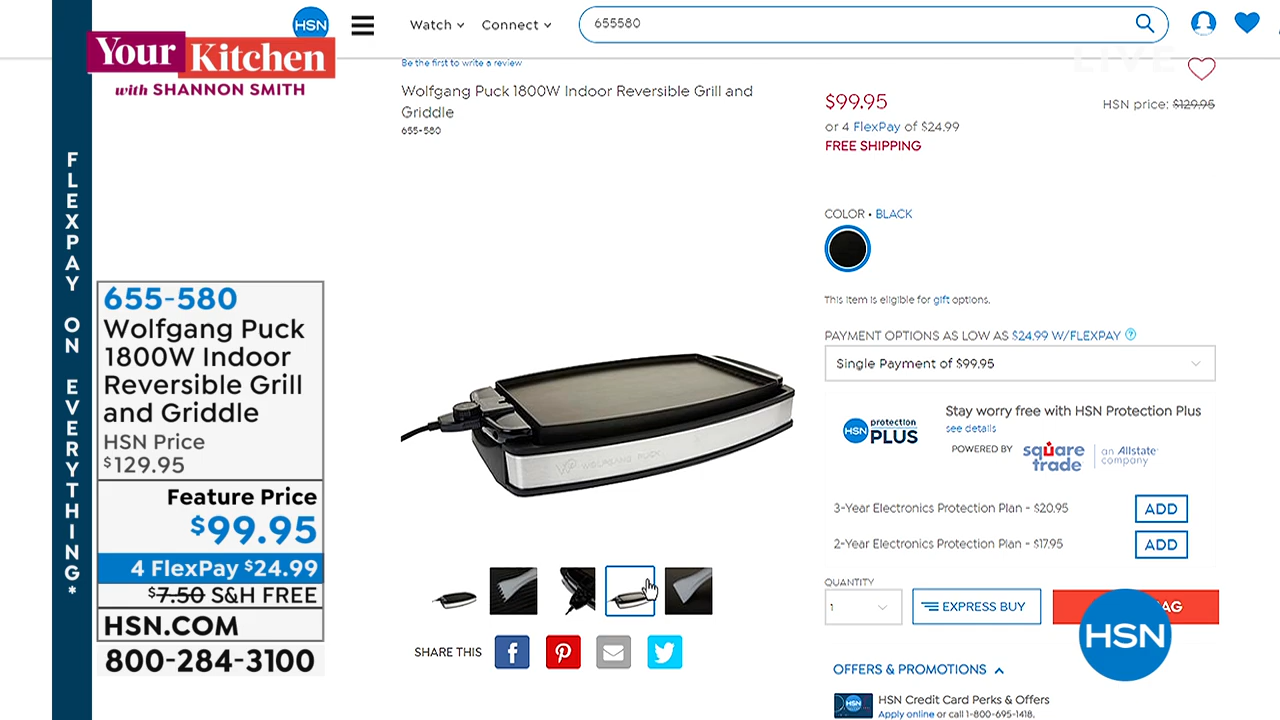 HSN
Watch
Connect
655580
Your
Kitchen
with SHANNON SMITH
LIVE
Be the first to write a review
Wolfgang Puck 1800W Indoor Reversible Grill and
Griddle
655-580
$99.95
HSN price: $129.95
or 4 FlexPay of $24.99
FREE SHIPPING
COLOR • BLACK
This item is eligible for gift options.
PAYMENT OPTIONS AS LOW AS $24.99 W/FLEXPAY ?
Single Payment of $99.95
HSN protection PLUS
Stay worry free with HSN Protection Plus
see details
POWERED BY
square
trade
an Allstate
company
3-Year Electronics Protection Plan - $20.95
ADD
2-Year Electronics Protection Plan - $17.95
ADD
QUANTITY
1
EXPRESS BUY
AG
HSN
OFFERS & PROMOTIONS
HSN
HSN Credit Card Perks & Offers
Apply online or call 1-800-695-1418.
WP WOLFGANG PUCK
SHARE THIS
FLEXPAY ON EVERYTHING*
655-580
Wolfgang Puck
1800W Indoor
Reversible Grill
and Griddle
HSN Price
$129.95
Feature Price
$99.95
4 FlexPay $24.99
$7.50 S&H FREE
HSN.COM
800-284-3100